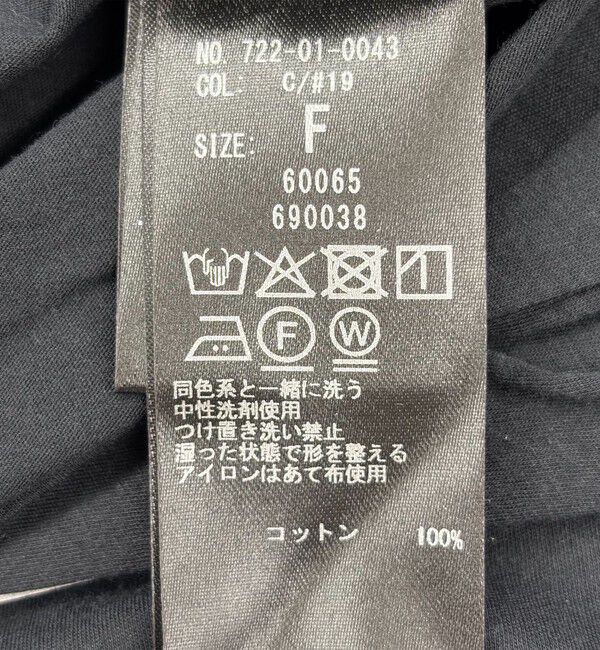 NO. 722-01-0043
COL: C/#19
SIZE: F
60065
690038
F W
同色系と一緒に洗う
中性洗剤使用
つけ置き洗い禁止
湿った状態で形を整える
アイロンはあて布使用
コットン 100%